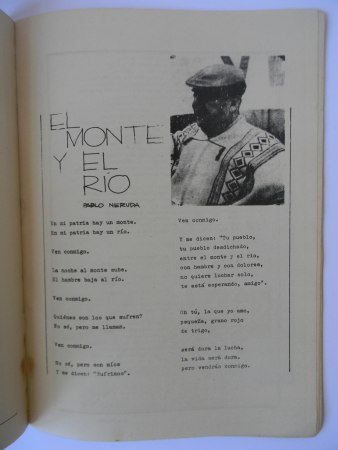 EL
MONTE
Y EL
RÍO
PABLO NERUDA
En mi patria hay un monte.
En mi patria hay un río.
Ven conmigo.
La noche al monte sube.
El hambre baja al río.
Ven conmigo.
Quiénes son los que sufren?
No sé, pero me llaman.
Ven conmigo.
No sé, pero son míos
Y me dicen: "Sufrimos".
Ven conmigo.
Y me dicen: "Tu pueblo,
tu pueblo desdichado,
entre el monte y el río,
con hambre y con dolores,
no quiere luchar solo,
te está esperando, amigo".
Oh tú, la que yo amo,
pequeña, grano rojo
de trigo,
será dura la lucha,
la vida será dura,
pero vendrás conmigo.